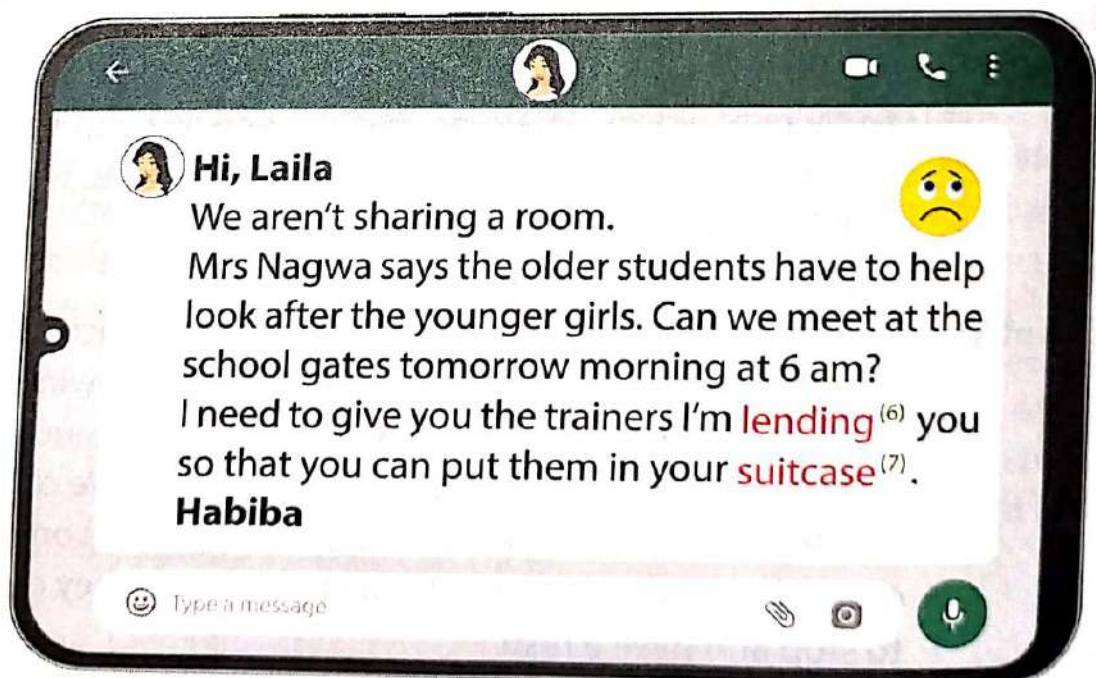 Hi, Laila
We aren't sharing a room.
Mrs Nagwa says the older students have to help
look after the younger girls. Can we meet at the
school gates tomorrow morning at 6 am?
I need to give you the trainers I'm lending (6) you
so that you can put them in your suitcase (7).
Habiba
Type a message